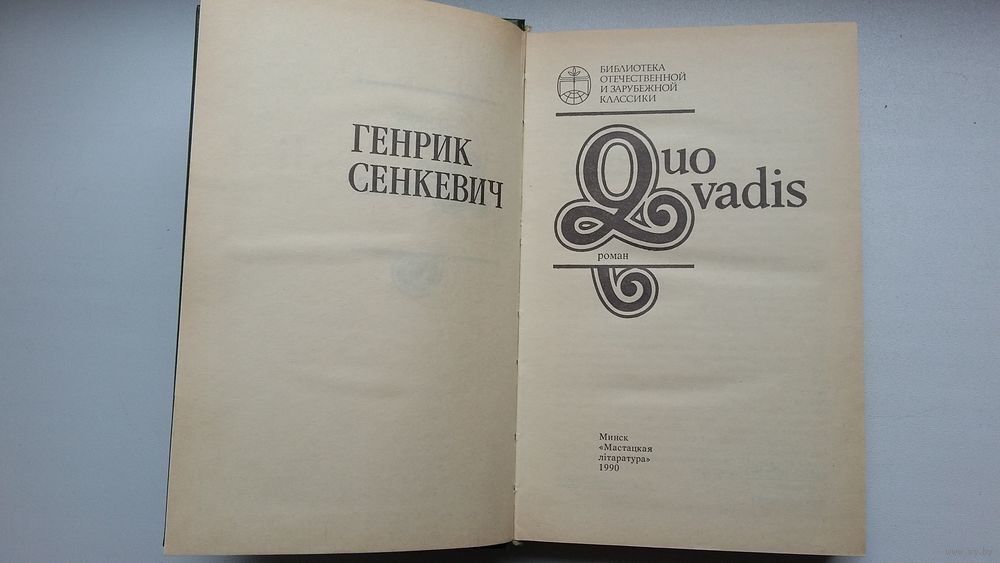 ГЕНРИК
СЕНКЕВИЧ
БИБЛИОТЕКА
ОТЕЧЕСТВЕННОЙ
И ЗАРУБЕЖНОЙ
КЛАССИКИ
Quo
vadis
роман
Минск
«Мастацкая
літаратура»
1990